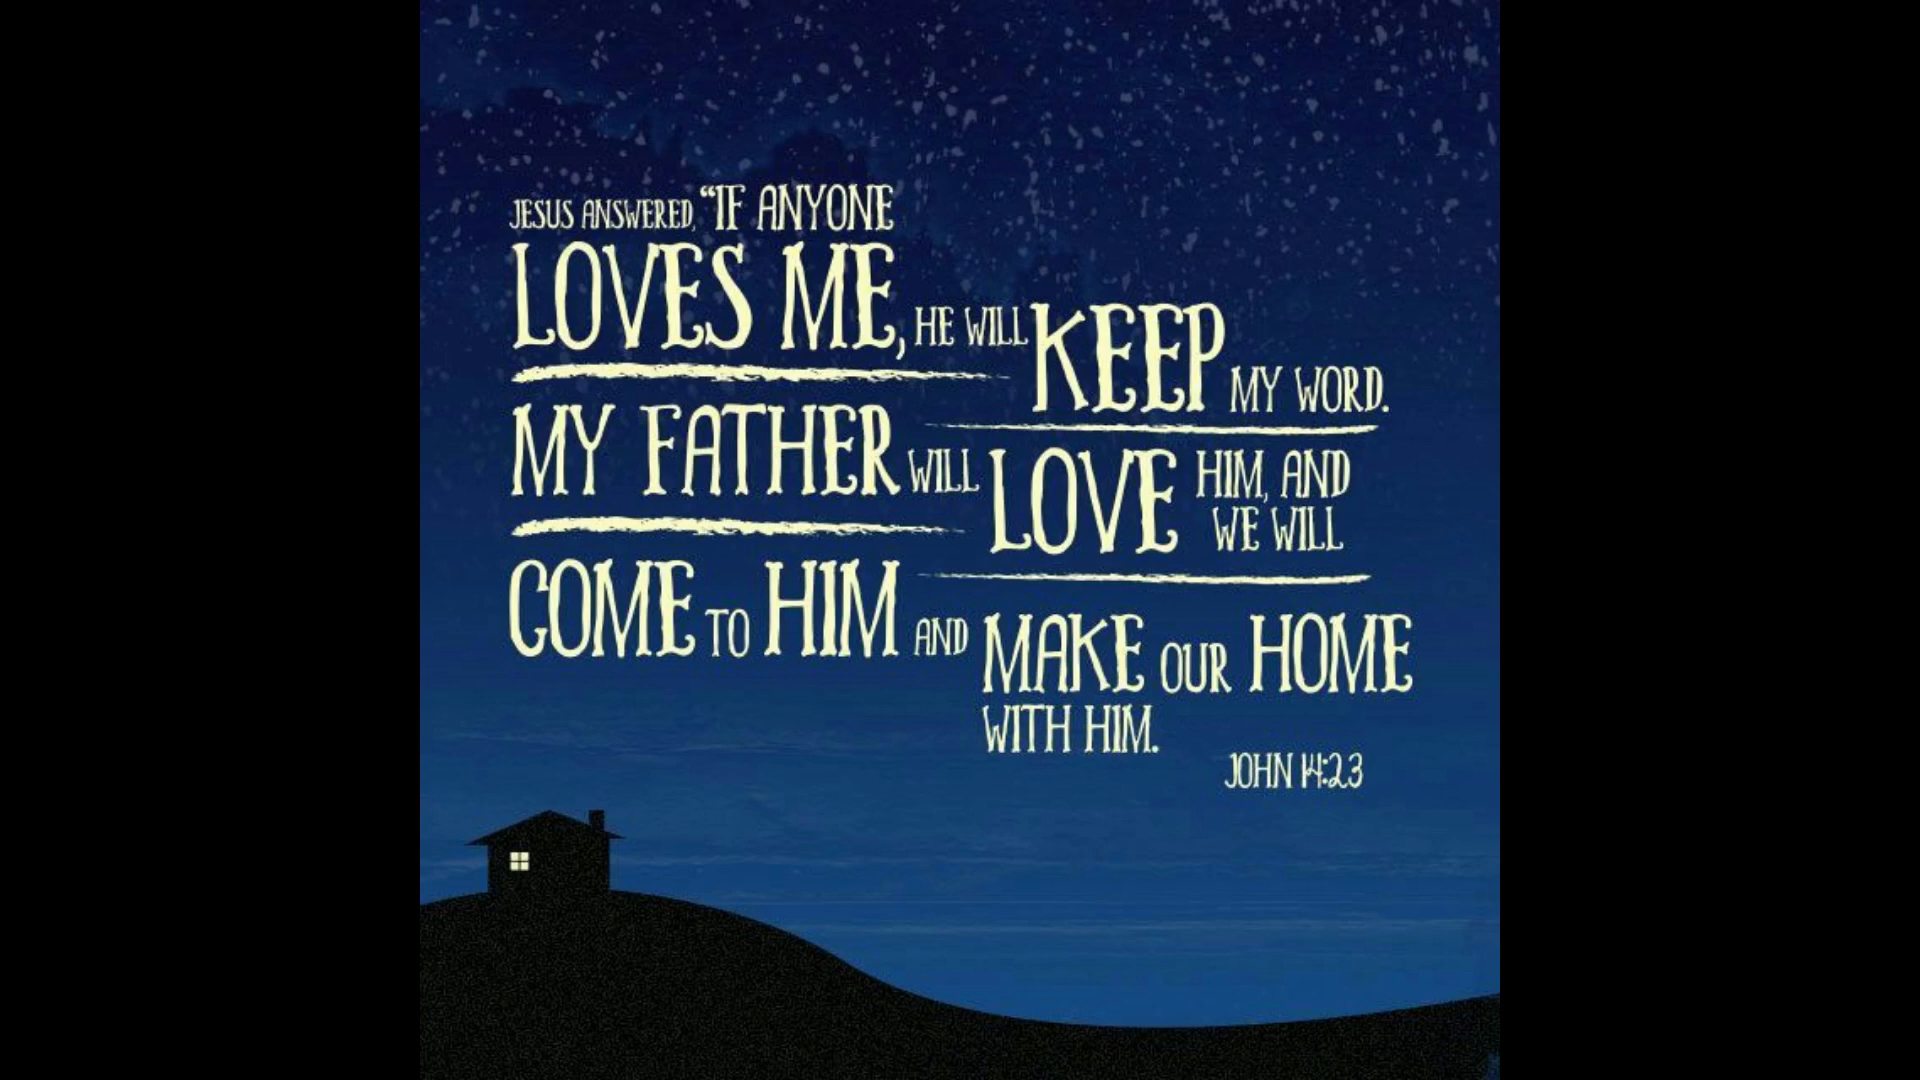 JESUS ANSWERED, “IF ANYONE
LOVES ME, HE WILL KEEP MY WORD.
MY FATHER WILL LOVE HIM, AND
WE WILL
COME TO HIM AND MAKE OUR HOME
WITH HIM.
JOHN 14:23